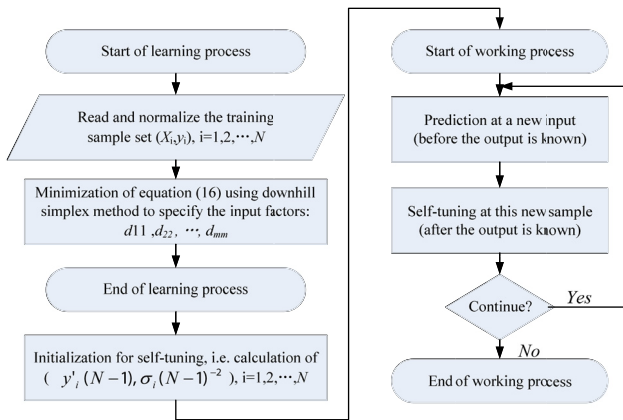 Start of learning process
Read and normalize the training
sample set (Xi,yi), i=1,2,⋯,N
Minimization of equation (16) using downhill
simplex method to specify the input factors:
d11 ,d22, ⋯, dmm
End of learning process
Initialization for self-tuning, i.e. calculation of
( y'i (N−1), σi (N−1)−2 ), i=1,2,⋯,N
Start of working process
Prediction at a new input
(before the output is known)
Self-tuning at this new sample
(after the output is known)
Continue?
Yes
No
End of working process